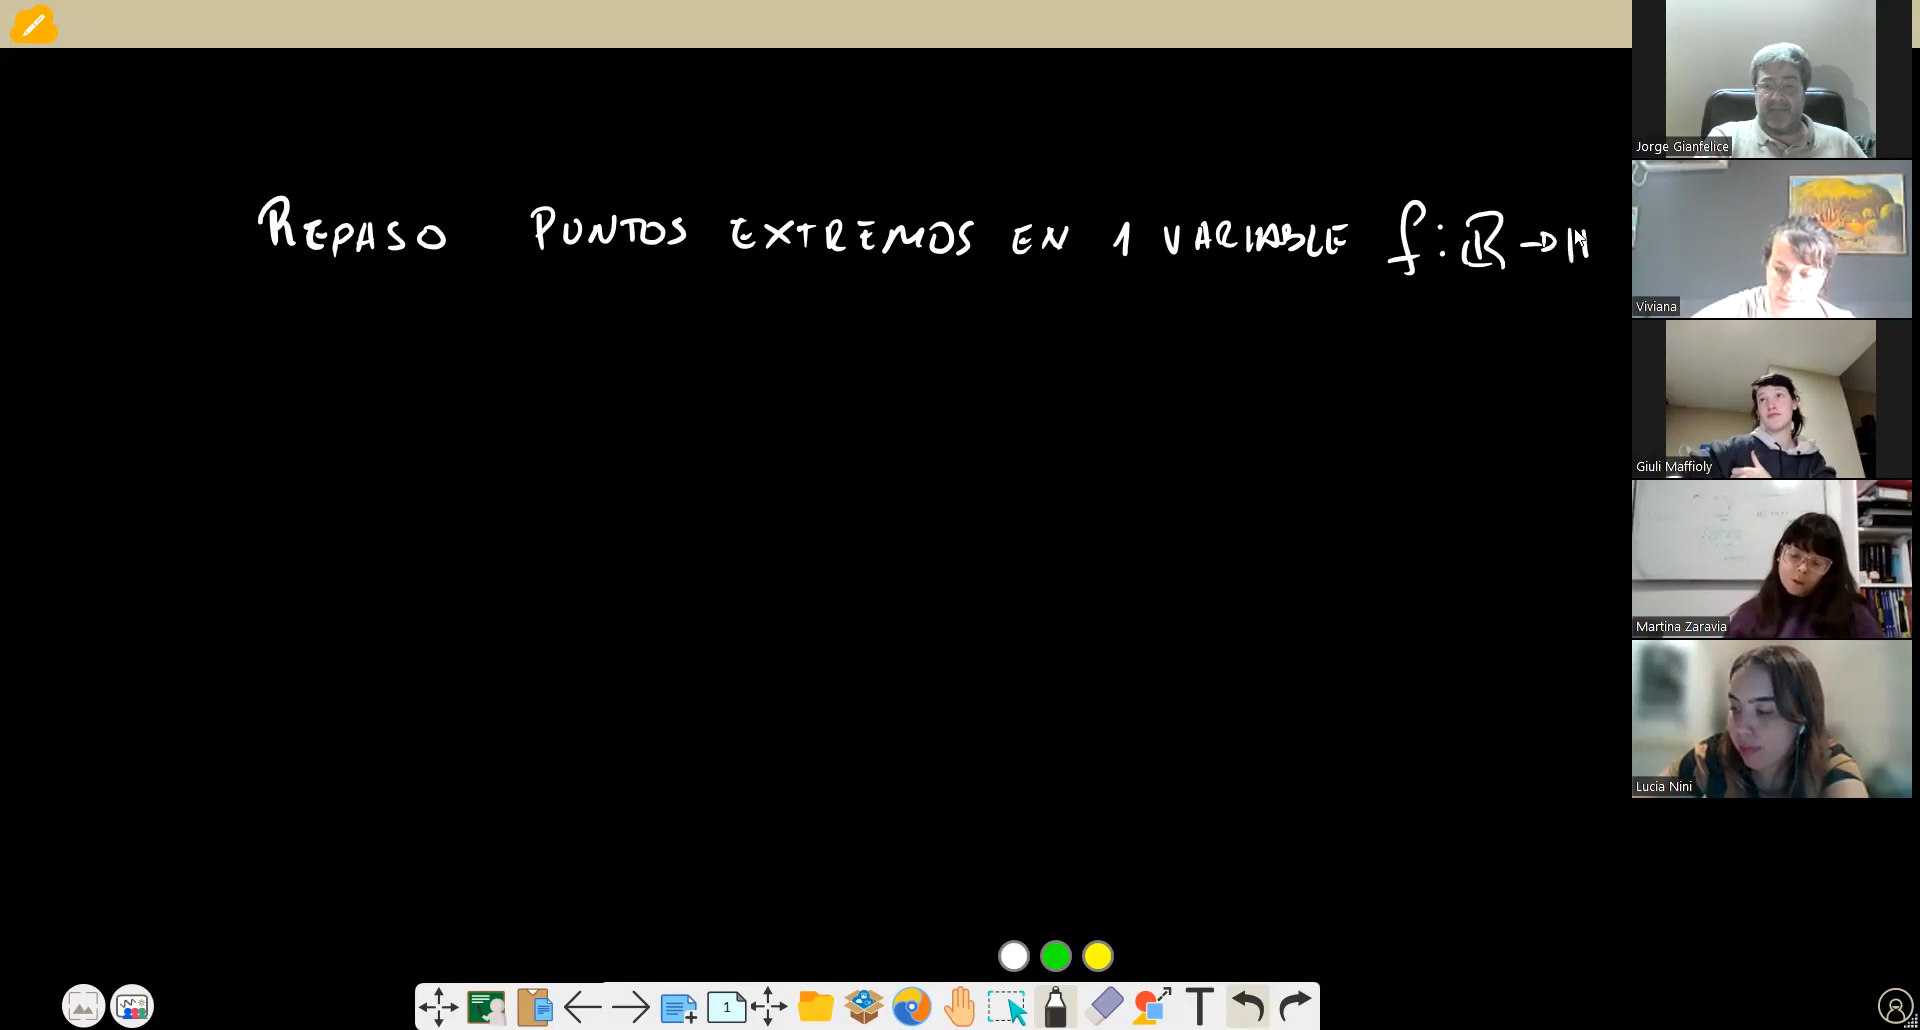 REPASO PUNTOS EXTREMOS EN 1 VARIABLE f: ℝ →
Jorge Gianfelice
Viviana
Giuli Maffioly
Martina Zaravia
Lucia Nini
1
T